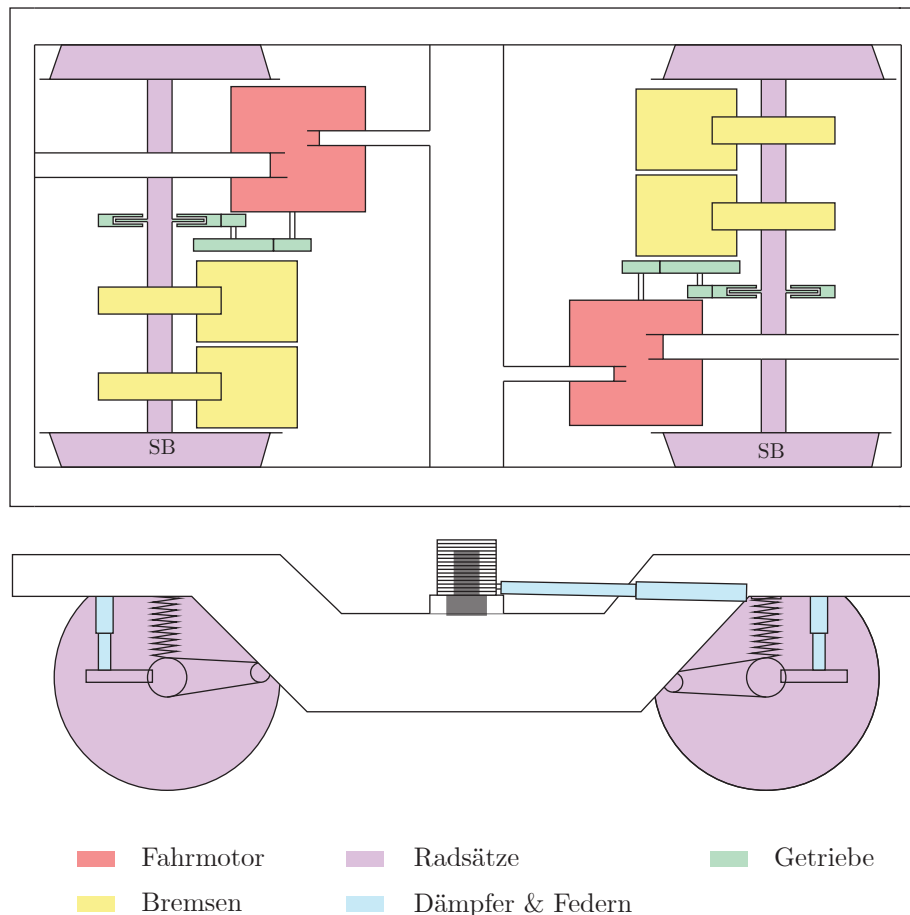 SB
SB
Fahrmotor
Radsätze
Getriebe
Bremsen
Dämpfer & Federn